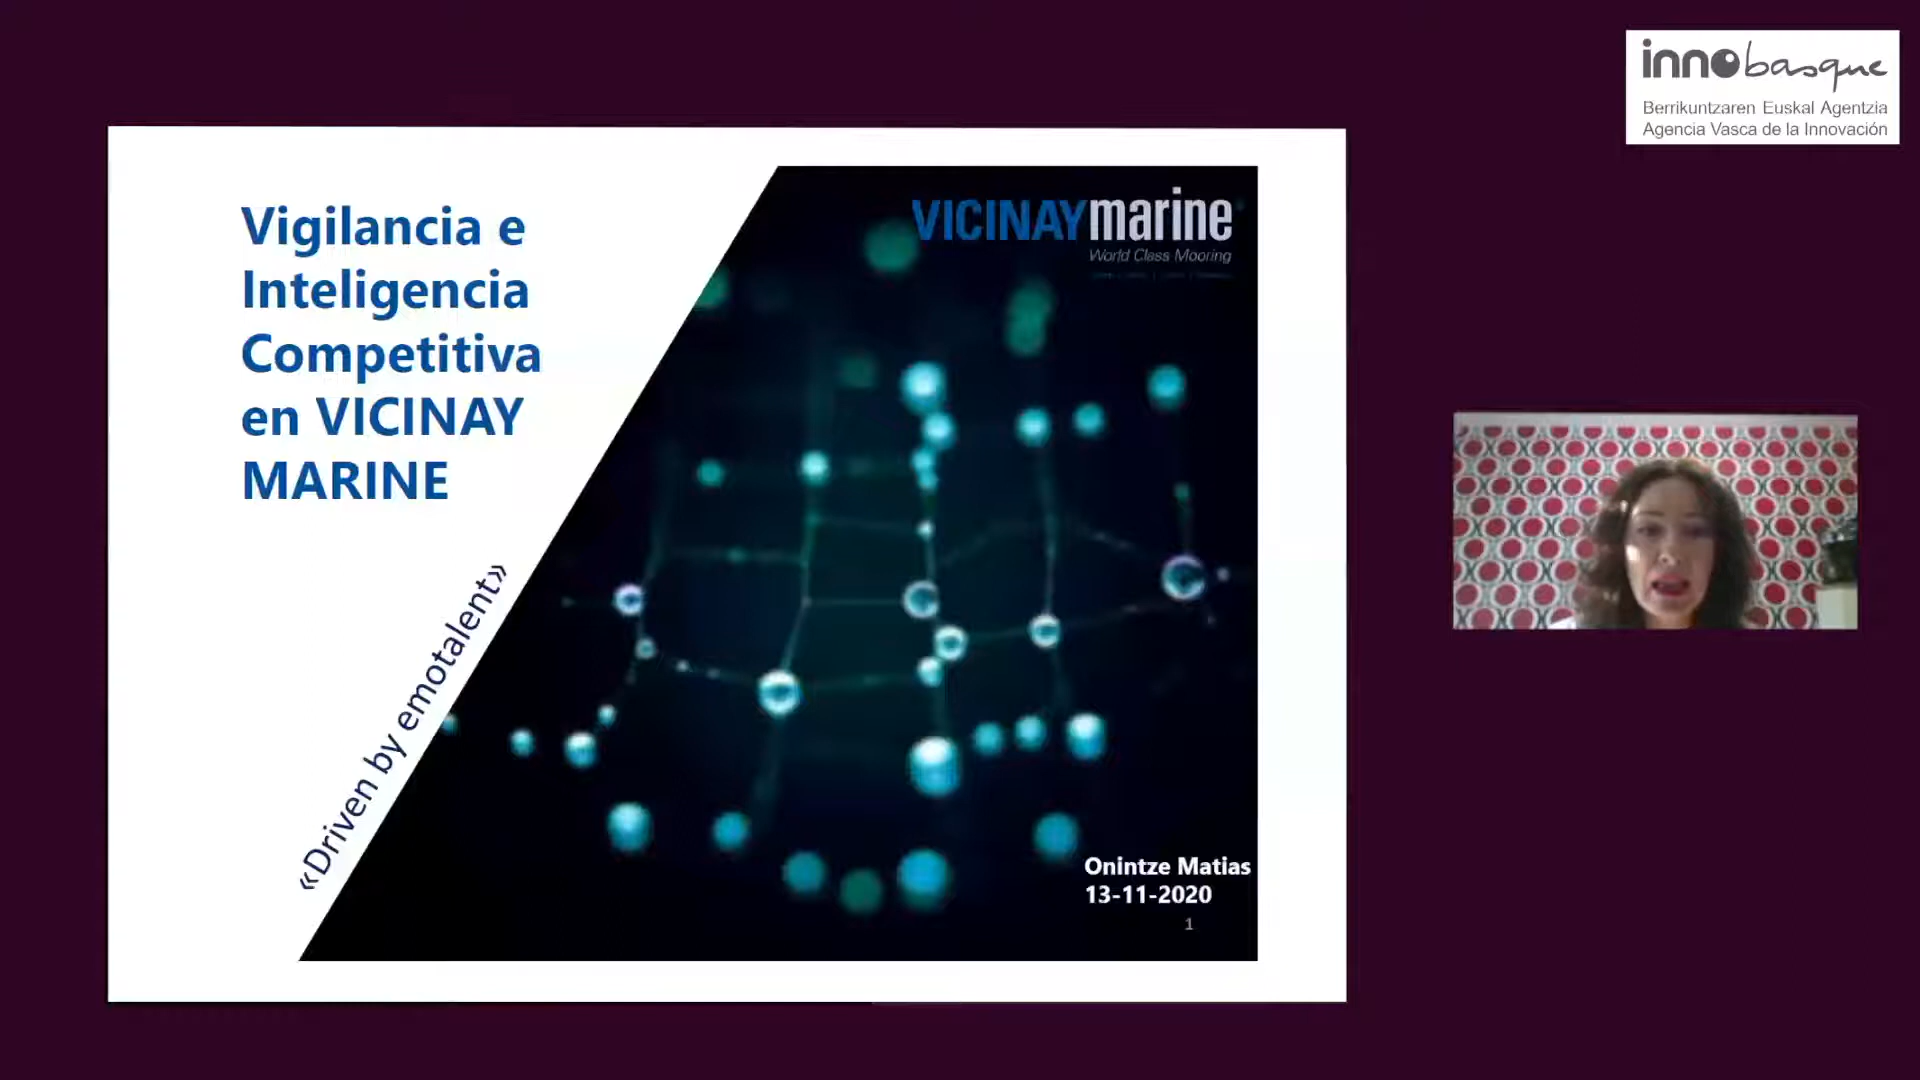 innobasque
Berrikuntzaren Euskal Agentzia
Agencia Vasca de la Innovación
Vigilancia e
Inteligencia
Competitiva
en VICINAY
MARINE
«Driven by emotalent»
VICINAYmarine
World Class Mooring
Onintze Matias
13-11-2020
1